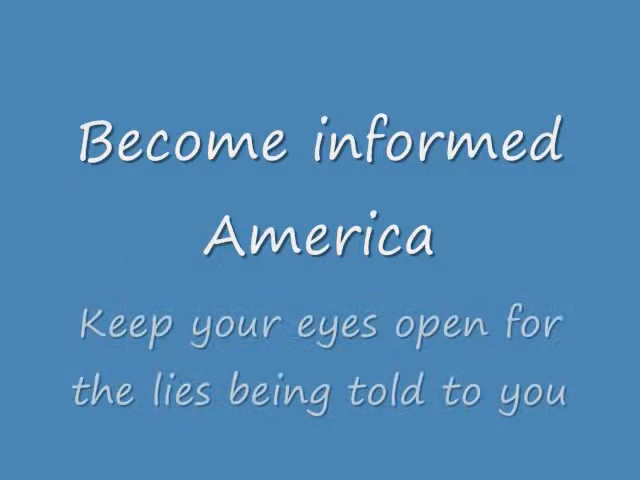 Become informed
America
Keep your eyes open for
the lies being told to you